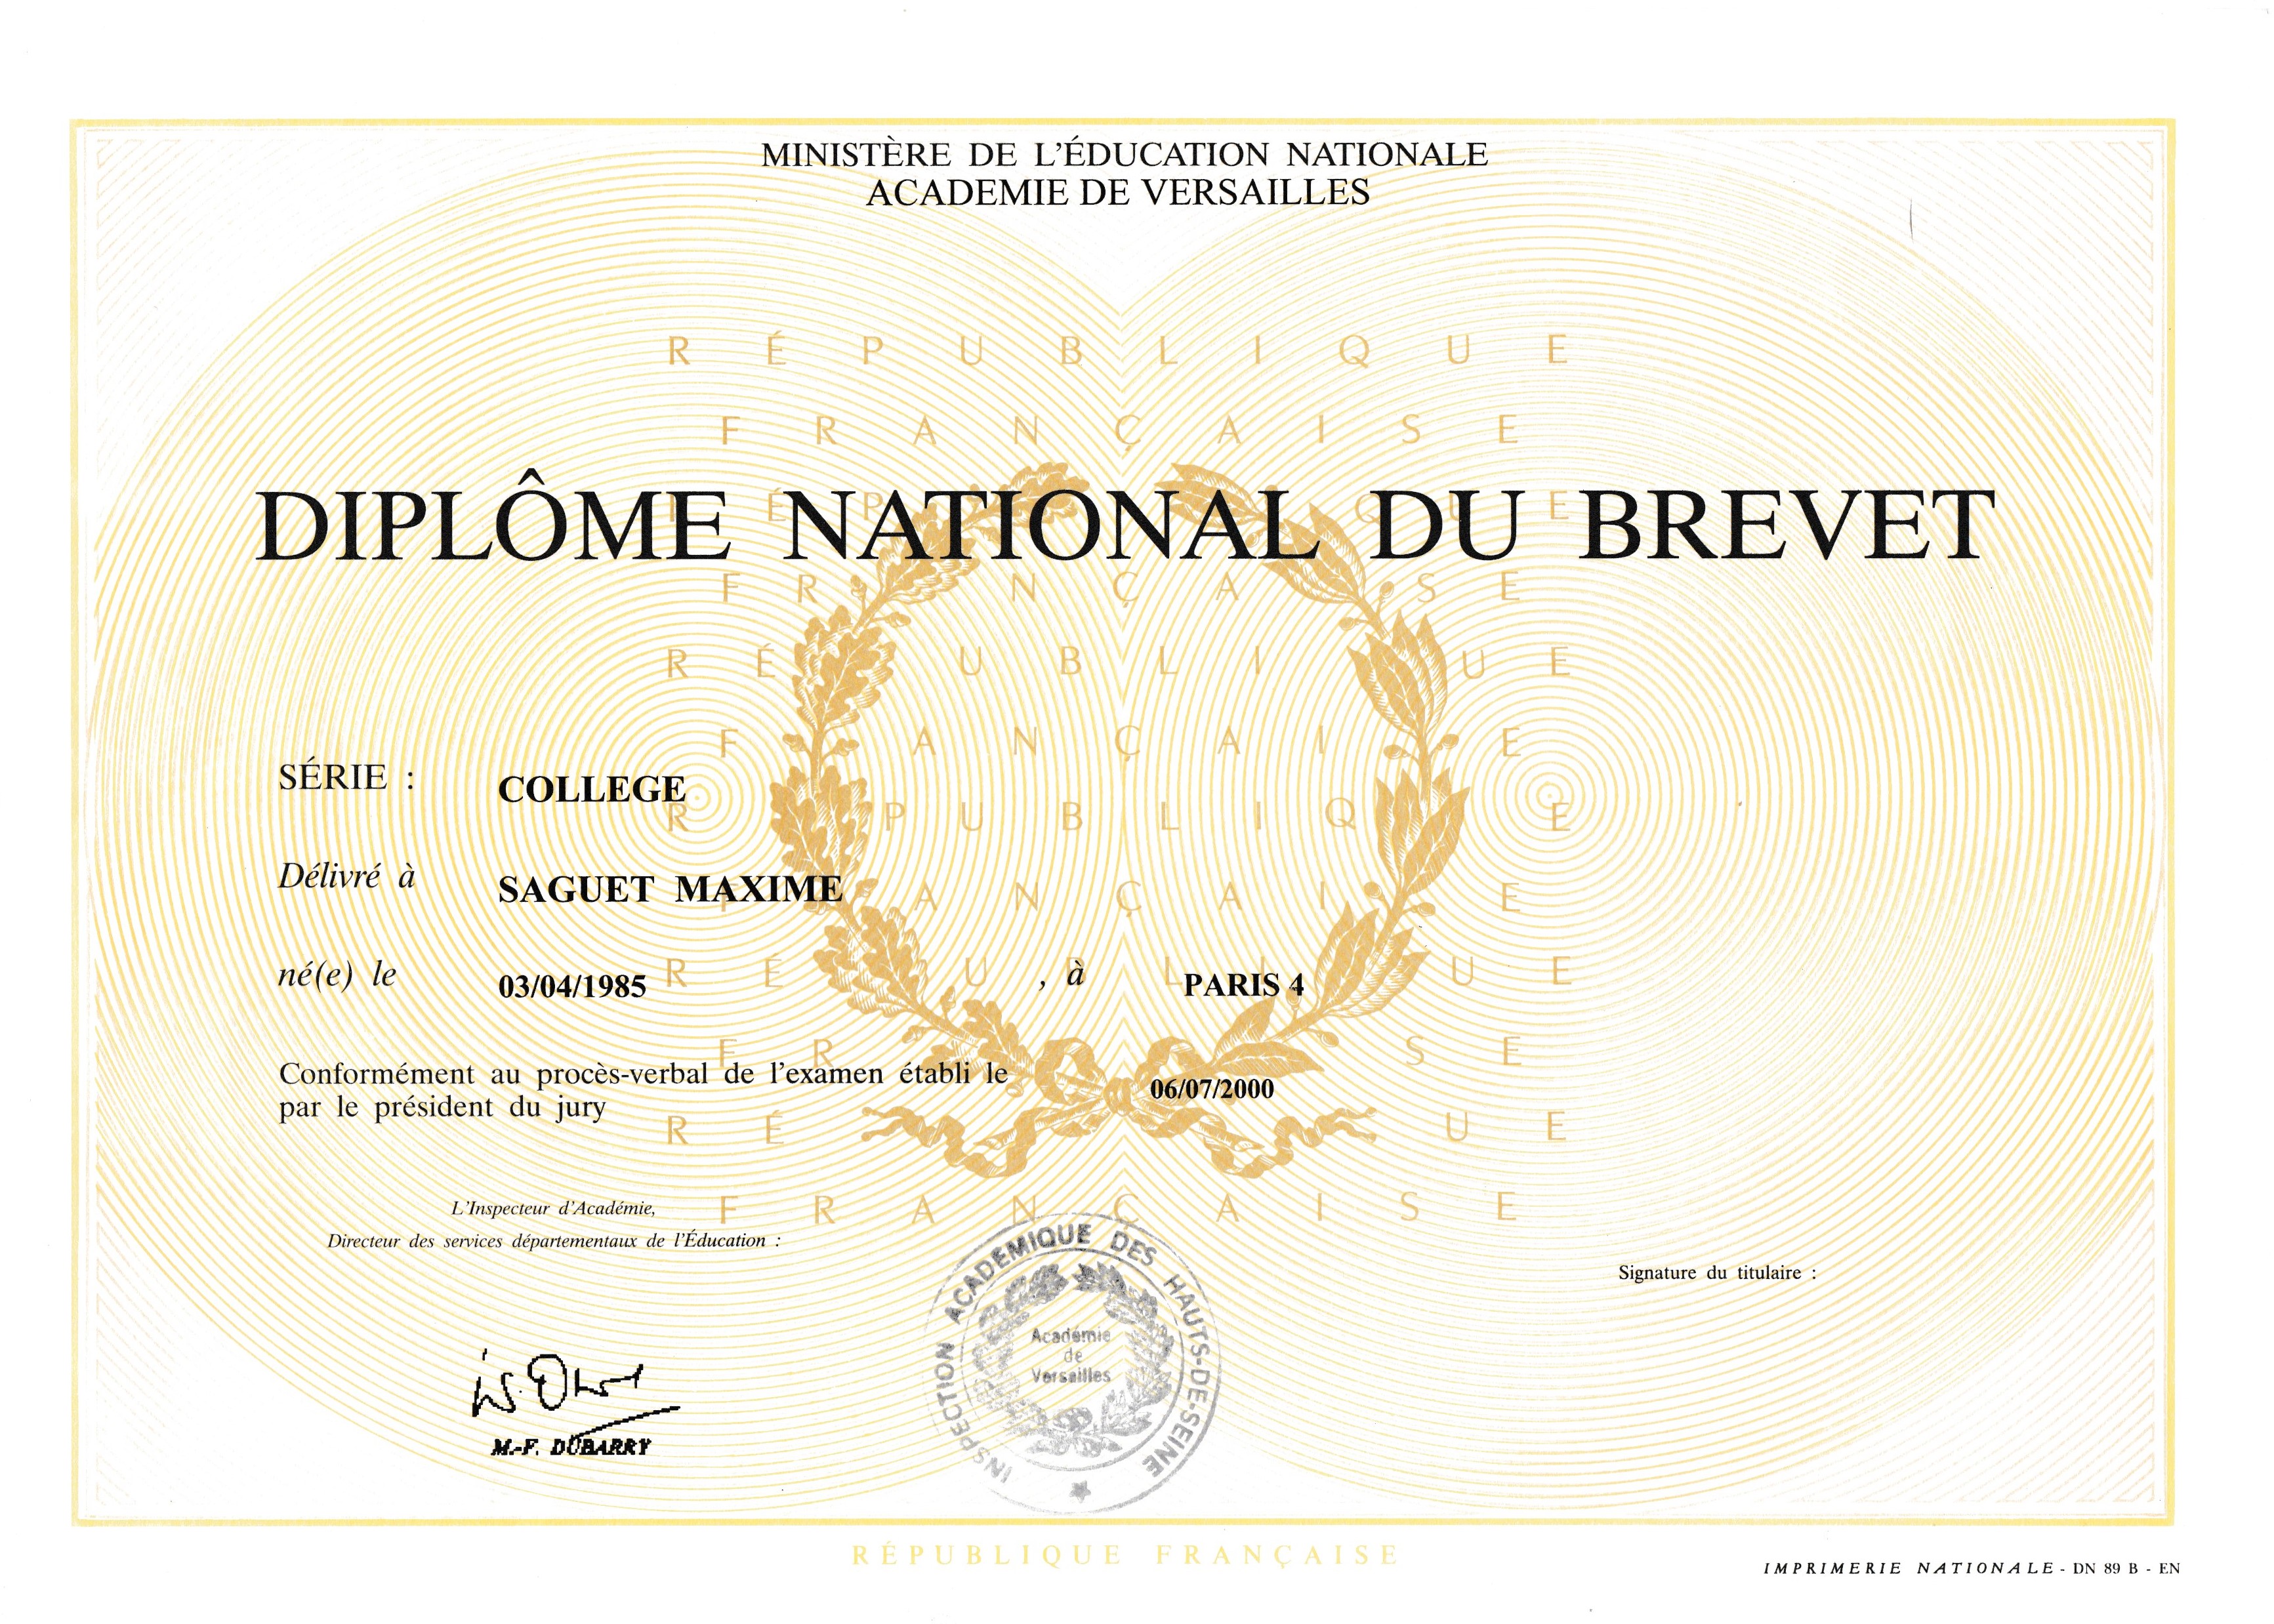 MINISTÈRE DE L'ÉDUCATION NATIONALE
ACADEMIE DE VERSAILLES
RÉPUBLIQUE
FRANÇAISE
DIPLÔME NATIONAL DU BREVET
SÉRIE : COLLEGE
Délivré à SAGUET MAXIME
né(e) le 03/04/1985 , à PARIS 4
Conformément au procès-verbal de l'examen établi le 06/07/2000
par le président du jury
L'Inspecteur d'Académie,
Directeur des services départementaux de l'Éducation :
Signature du titulaire :
M.-F. DUBARRY
INSPECTION ACADEMIQUE DES HAUTS-DE-SEINE
Académie
de
Versailles
RÉPUBLIQUE FRANÇAISE
IMPRIMERIE NATIONALE - DN 89 B - EN